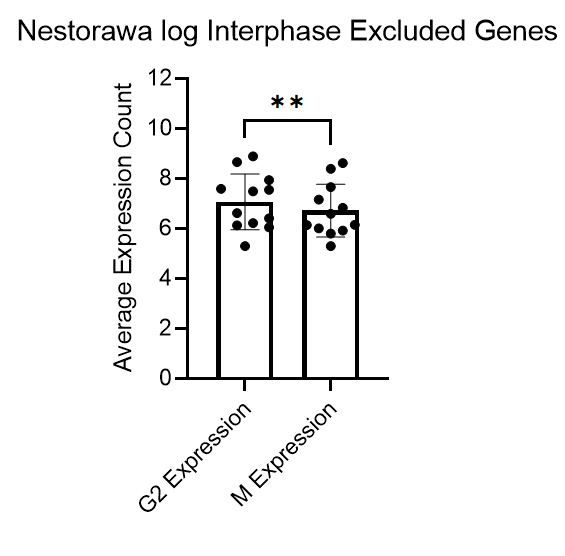 Nestorawa log Interphase Excluded Genes
Average Expression Count
12
10
8
6
4
2
0
**
G2 Expression
M Expression